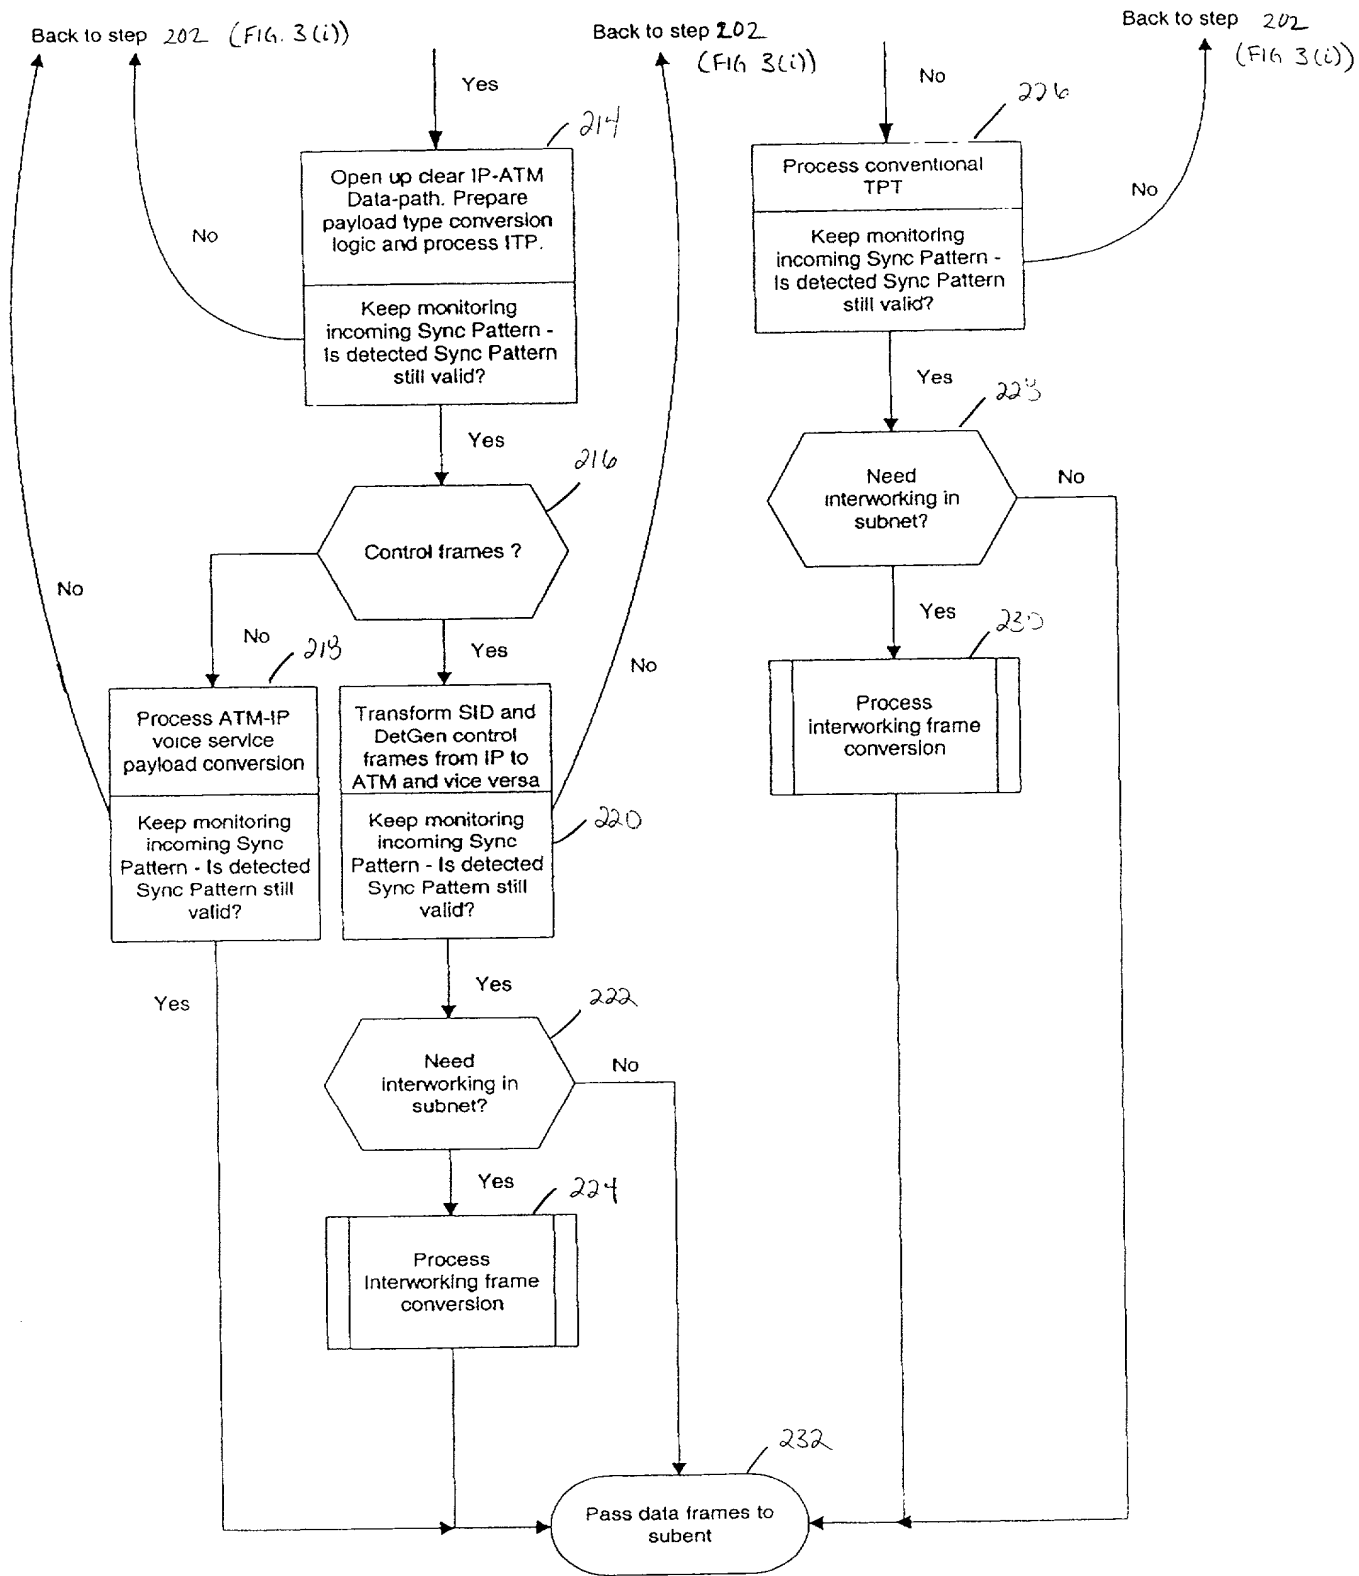 Back to step 202 (FIG. 3(i))
Back to step 202
(FIG 3(i))
Back to step 202
(FIG 3(i))
Yes
214
Open up clear IP-ATM
Data-path. Prepare
payload type conversion
logic and process ITP.
Keep monitoring
incoming Sync Pattern -
Is detected Sync Pattern
still valid?
No
Yes
216
Control frames ?
No
No
218
Process ATM-IP
voice service
payload conversion
Keep monitoring
incoming Sync
Pattern - Is detected
Sync Pattern still
valid?
Yes
Yes
No
Transform SID and
DetGen control
frames from IP to
ATM and vice versa
220
Keep monitoring
incoming Sync
Pattern - Is detected
Sync Pattern still
valid?
Yes
222
Need
interworking in
subnet?
No
Yes
224
Process
Interworking frame
conversion
No
226
Process conventional
TPT
Keep monitoring
incoming Sync Pattern -
Is detected Sync Pattern
still valid?
No
Yes
228
Need
interworking in
subnet?
No
Yes
230
Process
interworking frame
conversion
232
Pass data frames to
subent